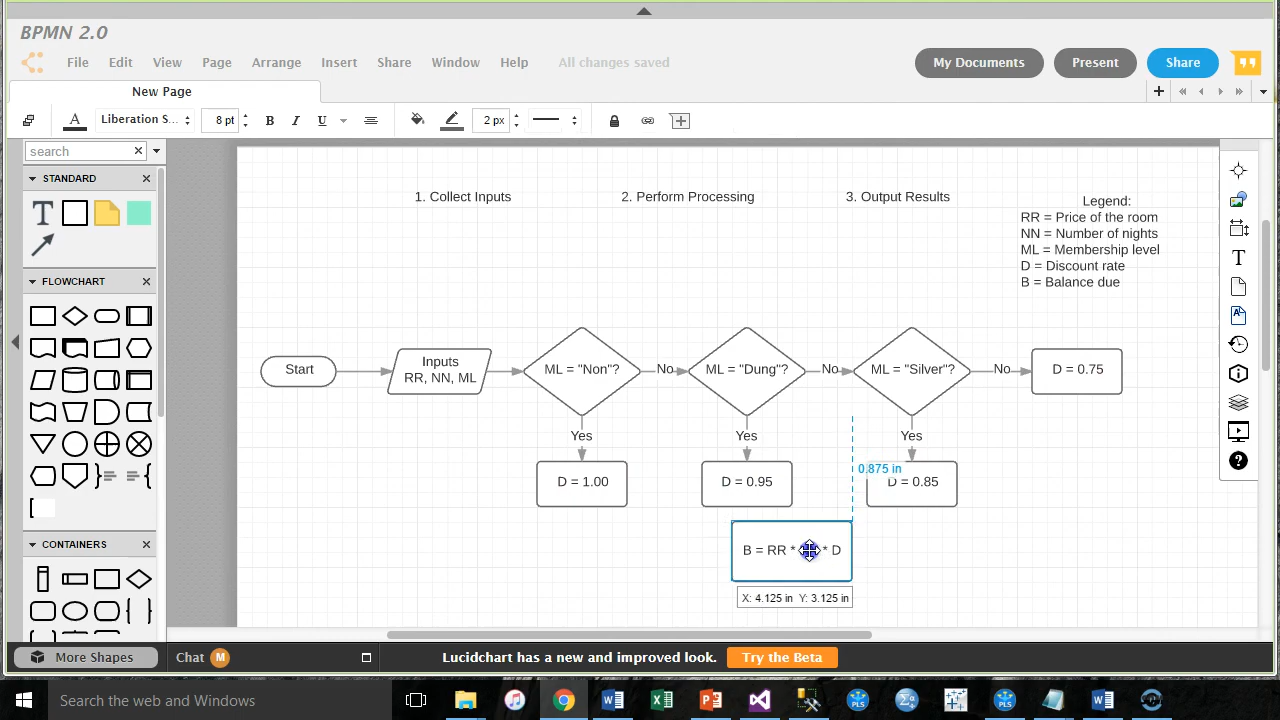 BPMN 2.0
File Edit View Page Arrange Insert Share Window Help All changes saved
My Documents Present Share
New Page
Liberation S... 8 pt B I U 2 px
search
STANDARD
T
FLOWCHART
CONTAINERS
More Shapes
1. Collect Inputs 2. Perform Processing 3. Output Results
Legend:
RR = Price of the room
NN = Number of nights
ML = Membership level
D = Discount rate
B = Balance due
Start
Inputs
RR, NN, ML
ML = "Non"? No ML = "Dung"? No ML = "Silver"? No D = 0.75
Yes Yes Yes
0.875 in
D = 1.00 D = 0.95 D = 0.85
B = RR * * D
X: 4.125 in Y: 3.125 in
Chat M
Lucidchart has a new and improved look. Try the Beta
Search the web and Windows